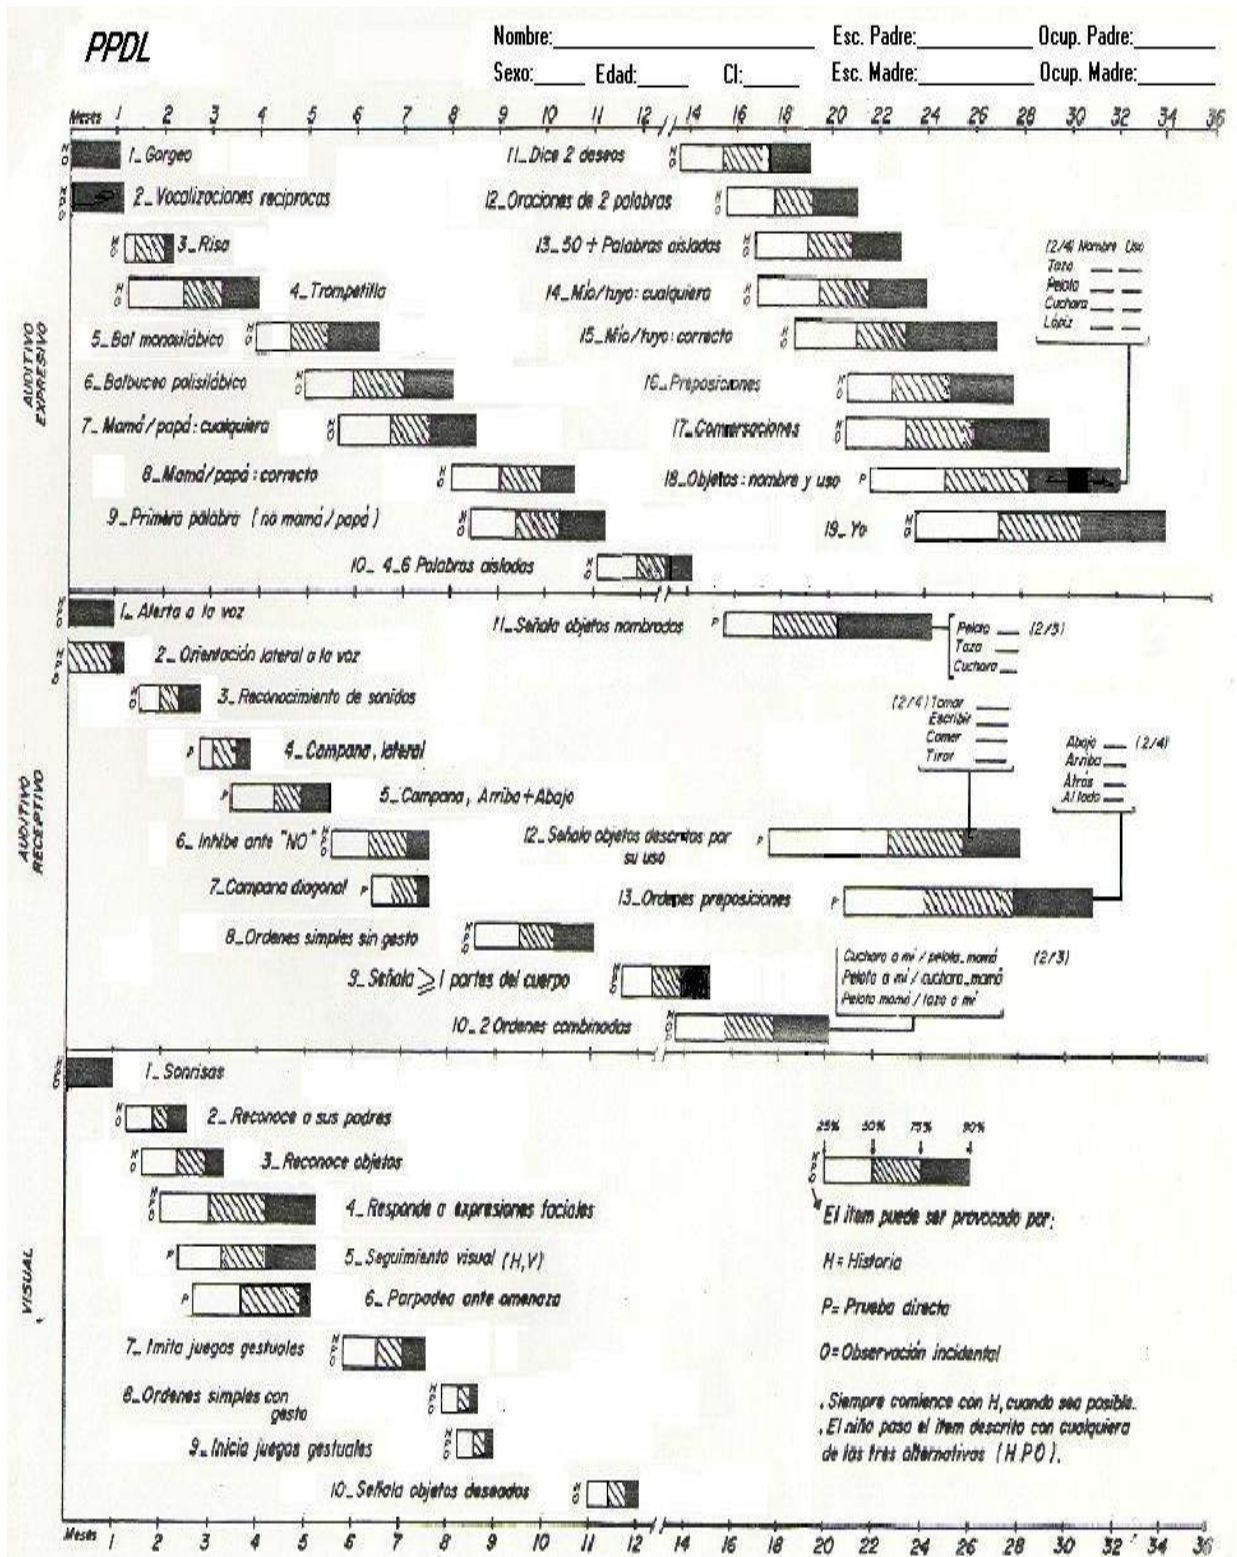 PPDL
Nombre:
Esc. Padre:
Ocup. Padre:
Sexo:
Edad:
CI:
Esc. Madre:
Ocup. Madre:
Meses 1 2 3 4 5 6 7 8 9 10 11 12 14 16 18 20 22 24 26 28 30 32 34 36
AUDITIVO
EXPRESIVO
1_ Gorgeo
2_ Vocalizaciones reciprocas
3_ Risa
4_ Trompetilla
5_ Bal monosilábico
6_ Balbuceo polisilábico
7_ Mamá / papá : cualquiera
8_ Mamá/papá : correcto
9_ Primera palabra ( no mamá / papá )
10_ 4_6 Palabras aisladas
11_ Dice 2 deseos
12_ Oraciones de 2 palabras
13_ 50 + Palabras aisladas
14_ Mío/tuyo: cualquiera
15_ Mío/tuyo: correcto
16_ Preposiciones
17_ Conversaciones
18_ Objetos : nombre y uso
P
19_ Yo
(2/4) Nombre Uso
Taza
Pelota
Cuchara
Lápiz
AUDITIVO
RECEPTIVO
1_ Alerta a la voz
2_ Orientación lateral a la voz
3_ Reconocimiento de sonidos
P
4_ Campana, lateral
P
5_ Campana, Arriba + Abajo
6_ Inhibe ante "NO"
7_ Campana diagonal
P
8_ Ordenes simples sin gesto
9_ Señala ⩾ 1 partes del cuerpo
10_ 2 Ordenes combinadas
11_ Señala objetos nombrados
P
Pelota (2/3)
Taza
Cuchara
12_ Señala objetos descritos por
su uso
P
(2/4) Tomar
Escribir
Comer
Tirar
13_ Ordenes preposiciones
P
Abajo (2/4)
Arriba
Atrás
Al lado
Cuchara a mí / pelota_mamá (2/3)
Pelota a mí / cuchara_mamá
Pelota mamá / taza a mí
VISUAL
1_ Sonrisas
2_ Reconoce a sus padres
3_ Reconoce objetos
4_ Responde a expresiones faciales
P
5_ Seguimiento visual (H,V)
P
6_ Parpadea ante amenaza
7_ Imita juegos gestuales
8_ Ordenes simples con
gesto
9_ Inicia juegos gestuales
10_ Señala objetos deseados
25% 50% 75% 90%
H
P
O
El item puede ser provocado por:
H = Historia
P = Prueba directa
O = Observación incidental
. Siempre comience con H, cuando sea posible.
. El niño pasa el item descrito con cualquiera
de las tres alternativas ( H P O ).
Meses 1 2 3 4 5 6 7 8 9 10 11 12 14 16 18 20 22 24 26 28 30 32 34 36